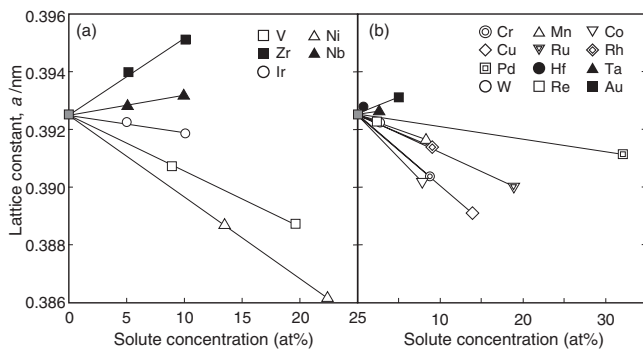 (a)
V
Ni
Zr
Nb
Ir
(b)
Cr
Mn
Co
Cu
Ru
Rh
Pd
Hf
Ta
W
Re
Au
Lattice constant, a/nm
0.396
0.394
0.392
0.390
0.388
0.386
0
5
10
15
20
25
10
20
30
Solute concentration (at%)
Solute concentration (at%)